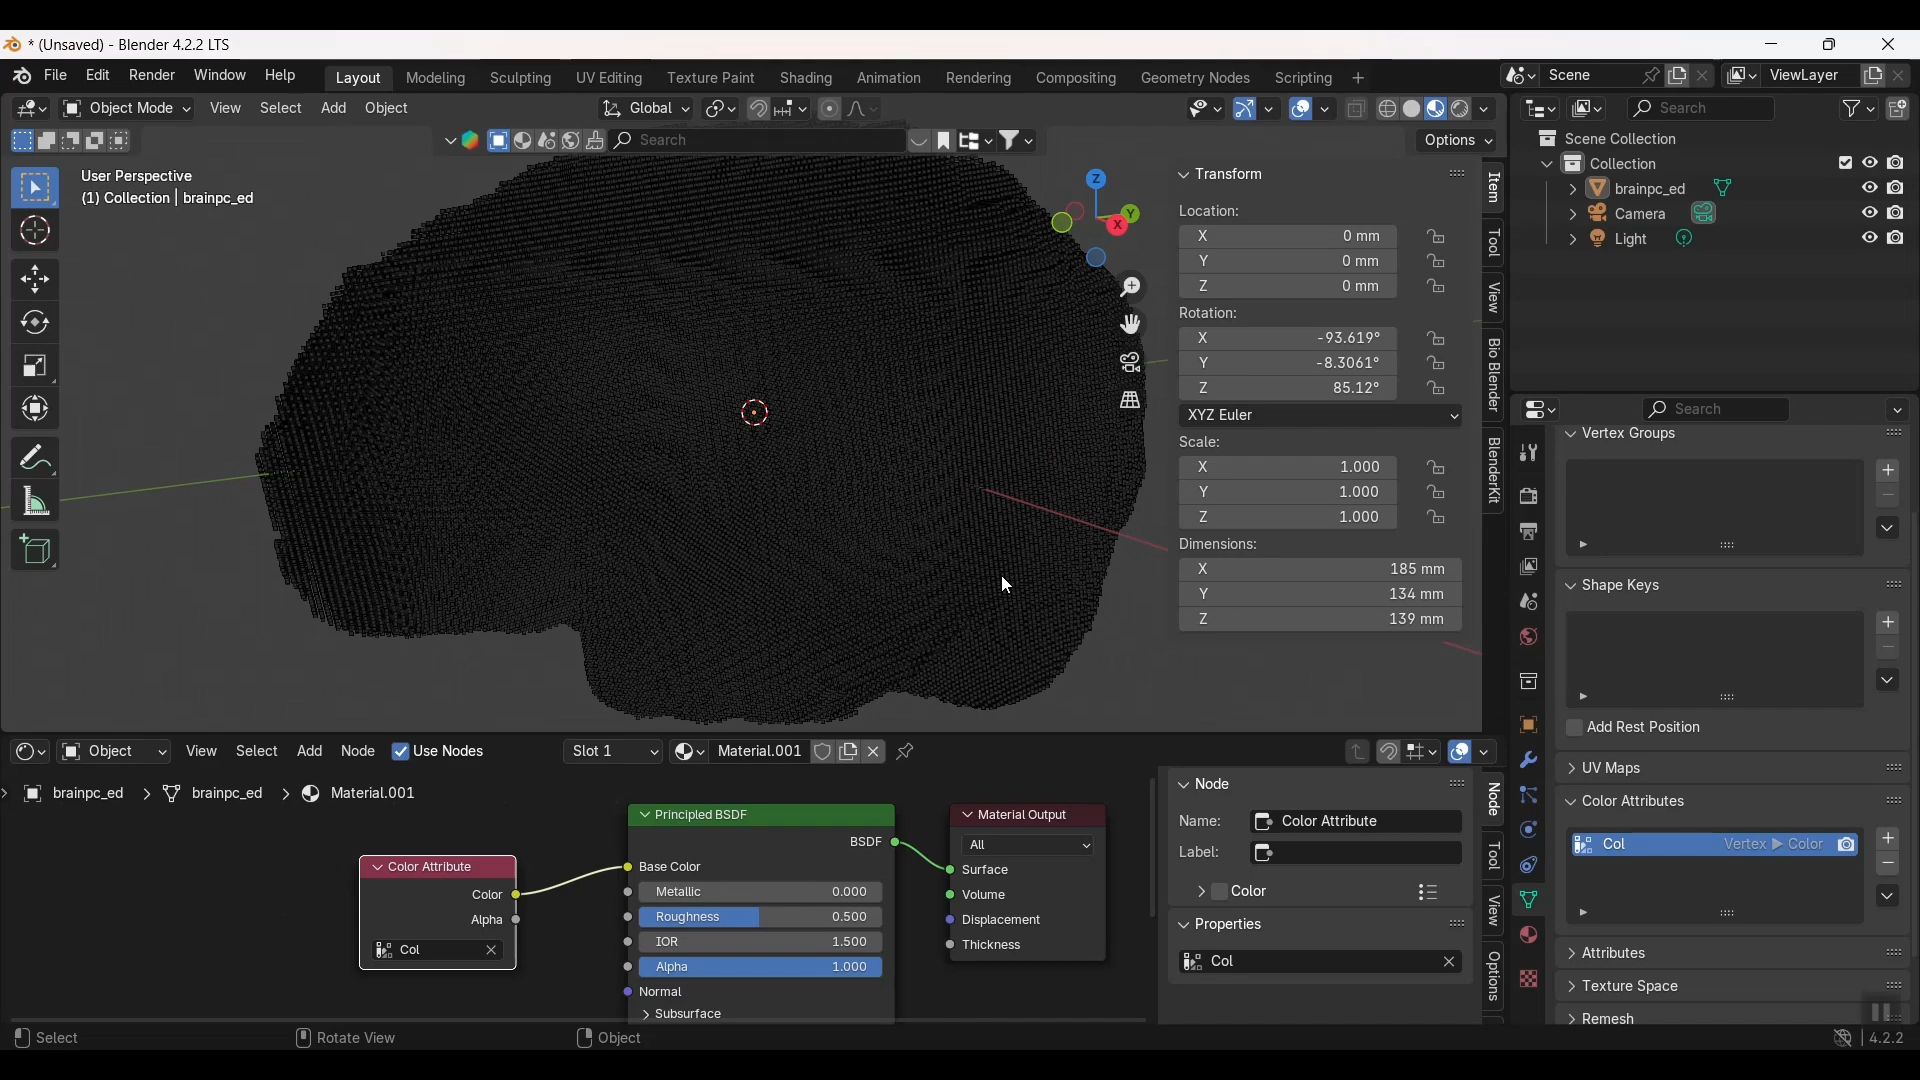 * (Unsaved) - Blender 4.2.2 LTS
File Edit Render Window Help
Layout Modeling Sculpting UV Editing Texture Paint Shading Animation Rendering Compositing Geometry Nodes Scripting +
Scene
ViewLayer
Object Mode View Select Add Object
Global
Search
Search
Options
User Perspective
(1) Collection | brainpc_ed
Z
Y
X
Transform
Location:
X 0 mm
Y 0 mm
Z 0 mm
Rotation:
X -93.619°
Y -8.3061°
Z 85.12°
XYZ Euler
Scale:
X 1.000
Y 1.000
Z 1.000
Dimensions:
X 185 mm
Y 134 mm
Z 139 mm
Item
Tool
View
Bio Blender
BlenderKit
Scene Collection
Collection
brainpc_ed
Camera
Light
Search
Vertex Groups
Shape Keys
Add Rest Position
UV Maps
Color Attributes
Col Vertex ▶ Color
Attributes
Texture Space
Remesh
Object View Select Add Node Use Nodes
Slot 1
Material.001
brainpc_ed > brainpc_ed > Material.001
Color Attribute
Color
Alpha
Col
Principled BSDF
BSDF
Base Color
Metallic 0.000
Roughness 0.500
IOR 1.500
Alpha 1.000
Normal
Subsurface
Material Output
All
Surface
Volume
Displacement
Thickness
Node
Name: Color Attribute
Label:
Color
Properties
Col
Node
Tool
View
Options
Select
Rotate View
Object
4.2.2